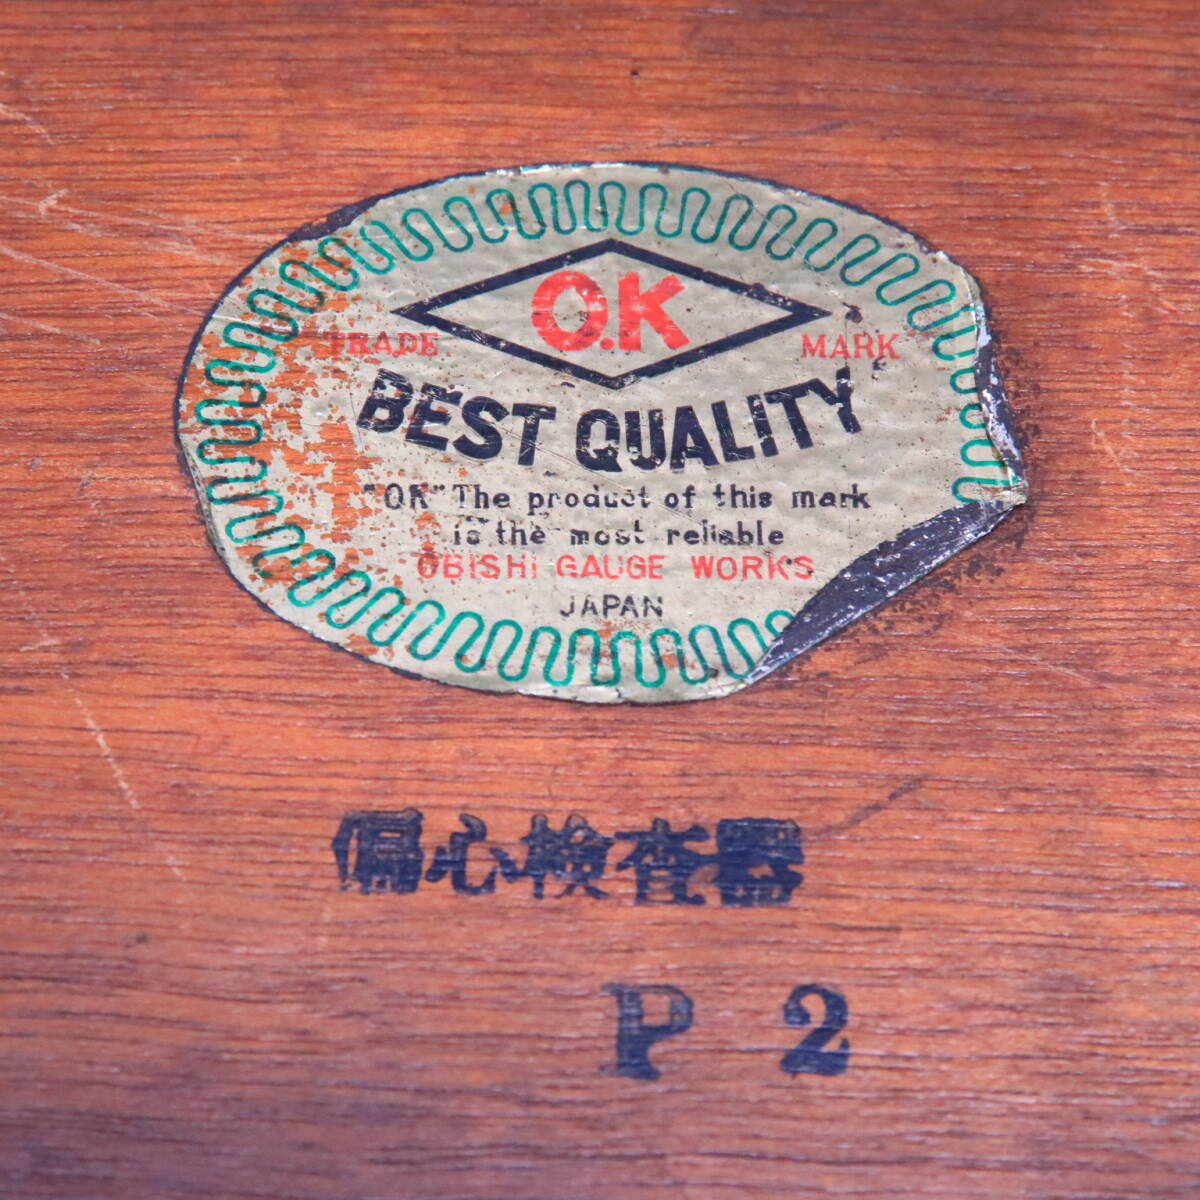 O.K
TRADE MARK
BEST QUALITY
"OK" The product of this mark
is the most reliable
OBISHI GAUGE WORKS
JAPAN
偏心検査器
P 2